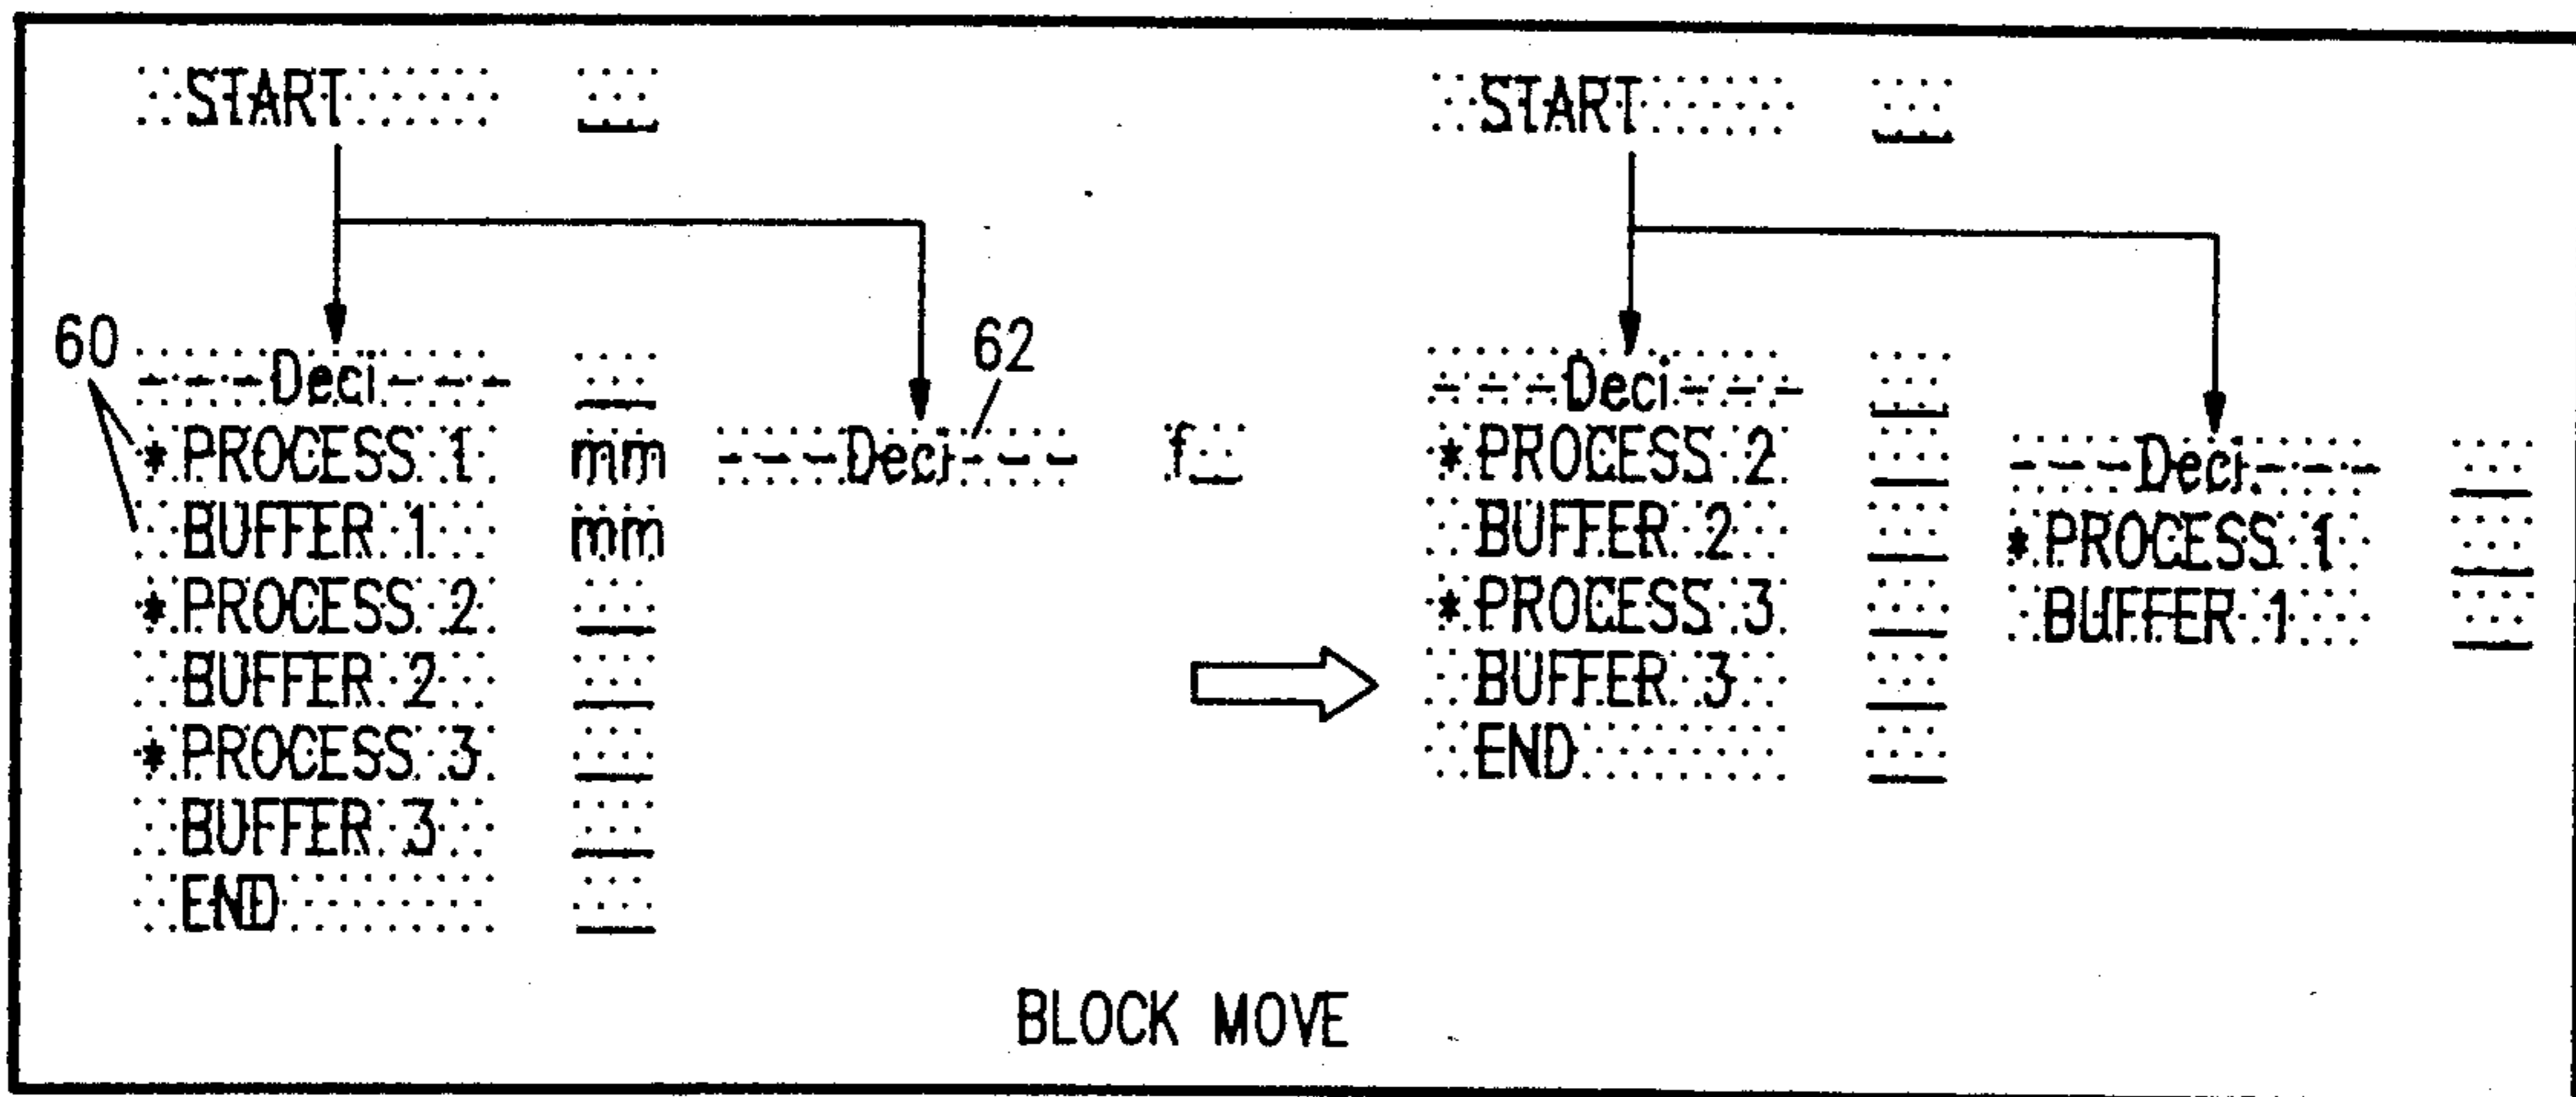 START
60
---Deci---
*PROCESS 1 mm
BUFFER 1 mm
*PROCESS 2
BUFFER 2
*PROCESS 3
BUFFER 3
END
62
---Deci--- f
START
---Deci---
*PROCESS 2
BUFFER 2
*PROCESS 3
BUFFER 3
END
---Deci---
*PROCESS 1
BUFFER 1
BLOCK MOVE